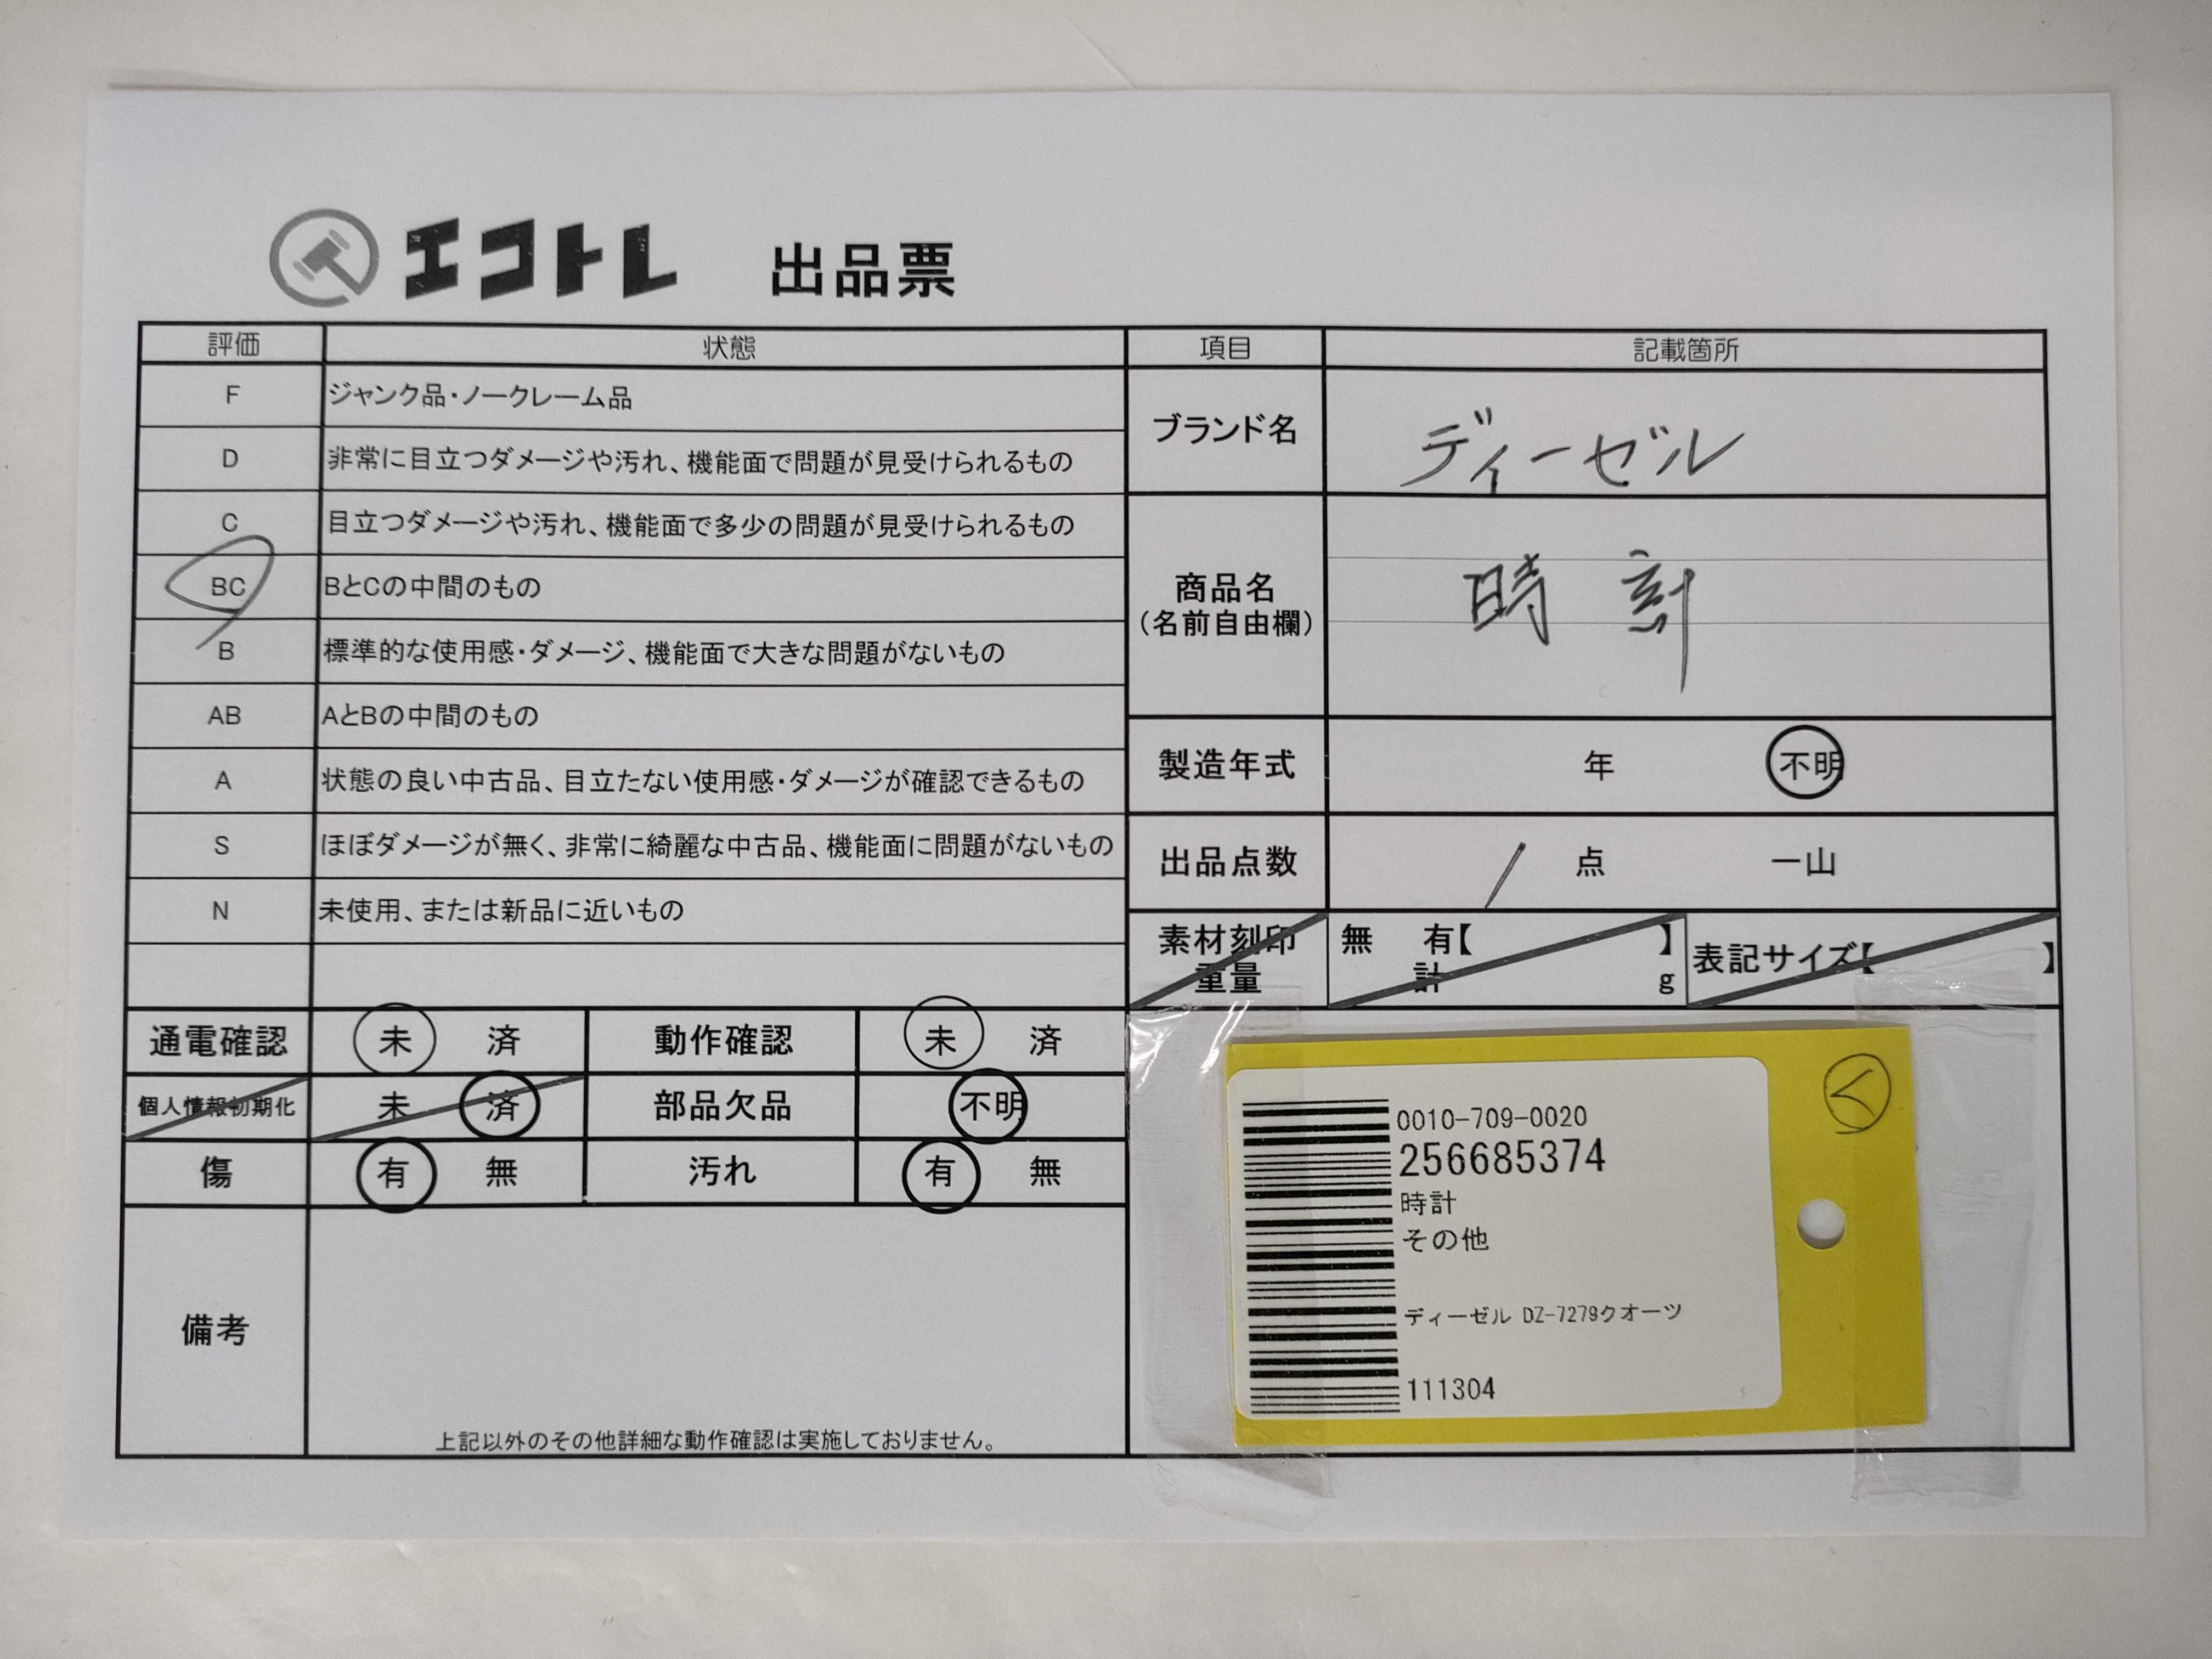 エコトレ 出品票
評価 状態
F ジャンク品・ノークレーム品
D 非常に目立つダメージや汚れ、機能面で問題が見受けられるもの
C 目立つダメージや汚れ、機能面で多少の問題が見受けられるもの
BC BとCの中間のもの
B 標準的な使用感・ダメージ、機能面で大きな問題がないもの
AB AとBの中間のもの
A 状態の良い中古品、目立たない使用感・ダメージが確認できるもの
S ほぼダメージが無く、非常に綺麗な中古品、機能面に問題がないもの
N 未使用、または新品に近いもの
通電確認 未 済 動作確認 未 済
個人情報初期化 未 済 部品欠品 不明
傷 有 無 汚れ 有 無
備考
上記以外のその他詳細な動作確認は実施しておりません。
項目 記載箇所
ブランド名 ディーゼル
商品名
(名前自由欄)
時刻
製造年式 年 不明
出品点数 1 点 一山
素材刻印 無 有【 】
重量 計 g
表記サイズ【 】
0010-709-0020
256685374
時計
その他
ディーゼル DZ-7279クオーツ
111304